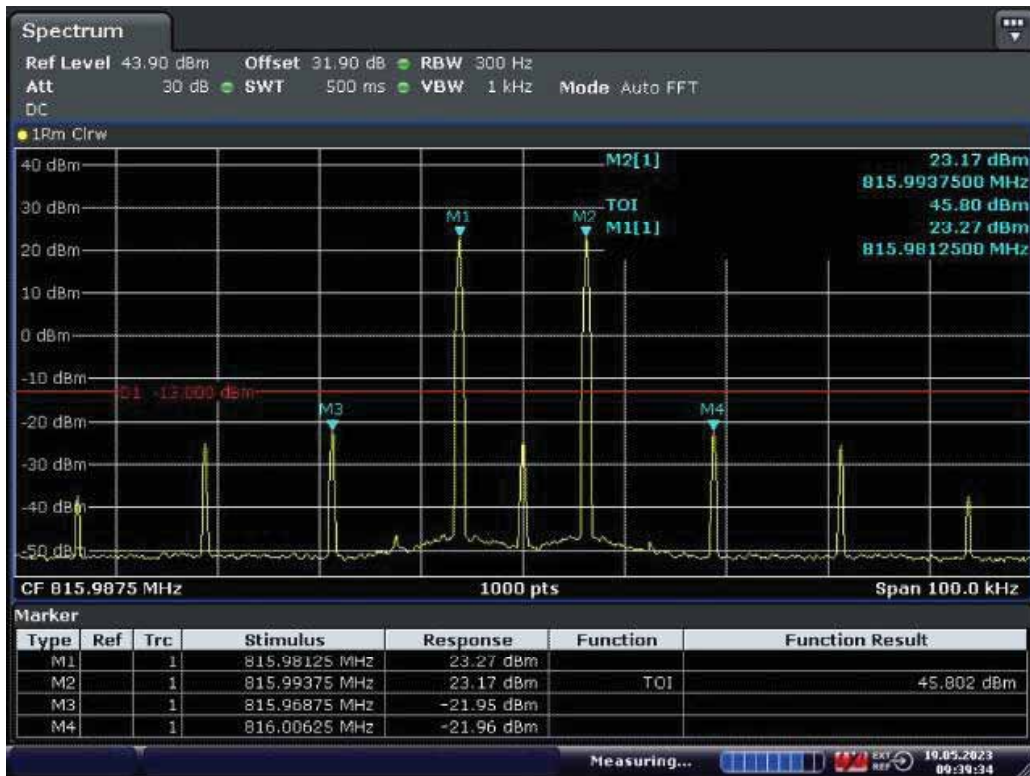 Spectrum
Ref Level 43.90 dBm Offset 31.90 dB RBW 300 Hz
Att 30 dB SWT 500 ms VBW 1 kHz Mode Auto FFT
DC
1Rm Clrw
40 dBm M2[1] 23.17 dBm
815.9937500 MHz
30 dBm TOI 45.80 dBm
M1 M2 M1[1] 23.27 dBm
20 dBm 815.9812500 MHz
10 dBm
0 dBm
-10 dBm
D1 -13.000 dBm
M3 M4
-20 dBm
-30 dBm
-40 dBm
-50 dBm
CF 815.9875 MHz 1000 pts Span 100.0 kHz
Marker
Type Ref Trc Stimulus Response Function Function Result
M1 1 815.98125 MHz 23.27 dBm
M2 1 815.99375 MHz 23.17 dBm TOI 45.802 dBm
M3 1 815.96875 MHz -21.95 dBm
M4 1 816.00625 MHz -21.96 dBm
Measuring... EXT REF 19.05.2023
09:39:34